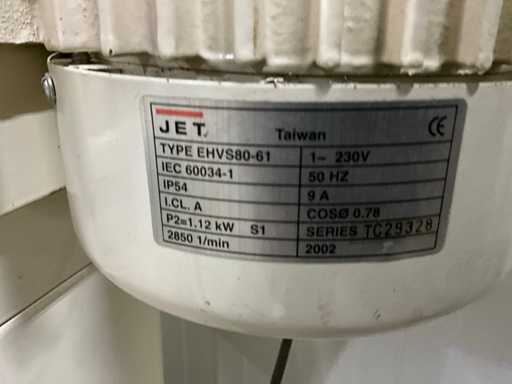 JET
Taiwan
CE
TYPE EHVS80-61
1~ 230V
IEC 60034-1
50 HZ
IP54
9 A
I.CL. A
COSØ 0.78
P2=1.12 kW S1
SERIES TC29328
2850 1/min
2002